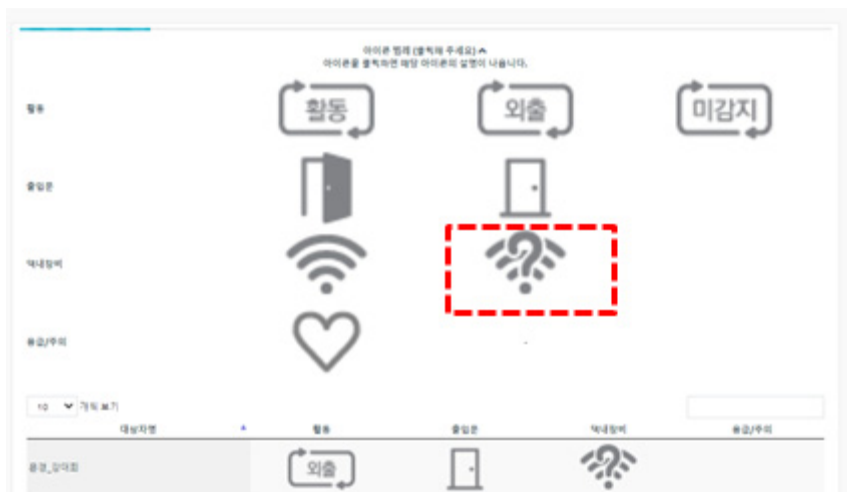 아이콘 범례 (클릭해 주세요)
아이콘을 클릭하면 해당 아이콘의 설명이 나옵니다.
활동 활동 외출 미감지
출입문
댁내장비
응급/주의 -
10 개씩 보기
대상자명 활동 출입문 댁내장비 응급/주의
외출